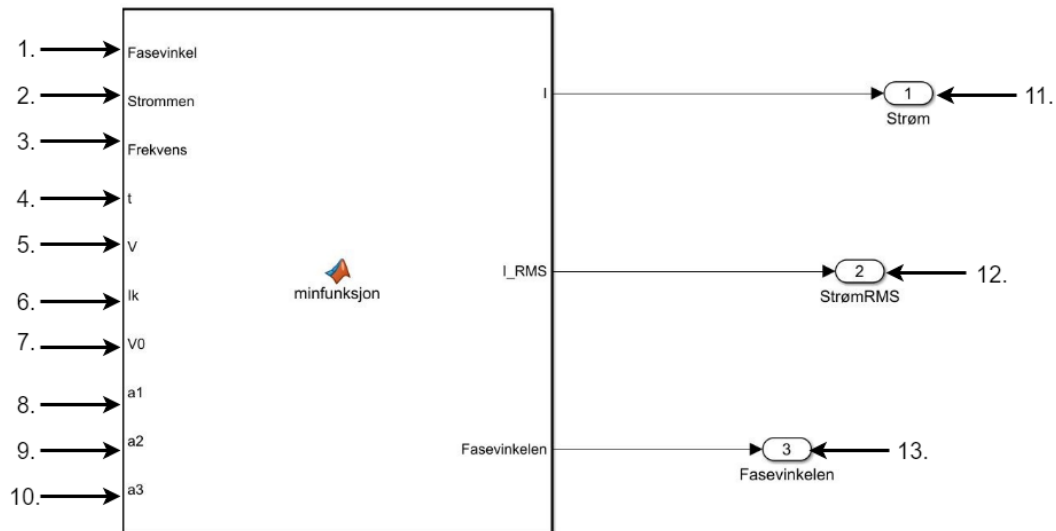 1. Fasevinkel
2. Strommen
3. Frekvens
4. t
5. V
6. Ik
7. V0
8. a1
9. a2
10. a3
minfunksjon
I
1
Strøm
11.
I_RMS
2
StrømRMS
12.
Fasevinkelen
3
Fasevinkelen
13.